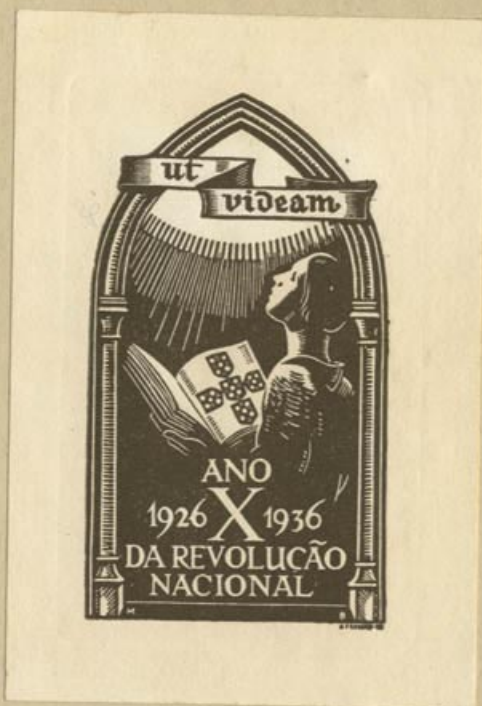 ut
videam
ANO
1926 X 1936
DA REVOLUÇÃO
NACIONAL
M B